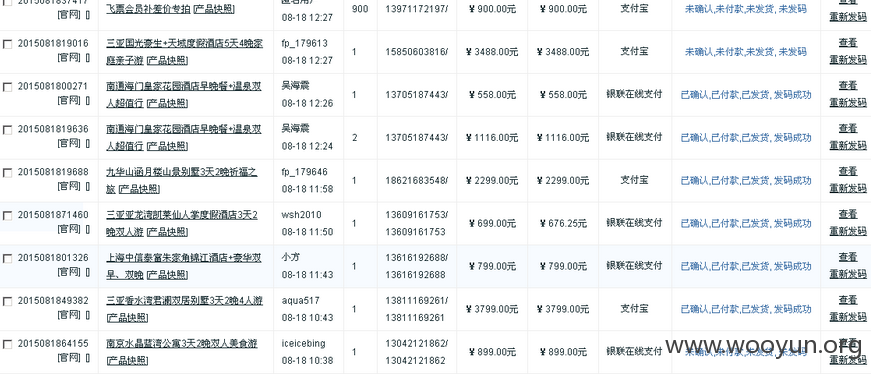 飞票会员补差价专拍 [产品快照] 08-18 12:27 900 13971172197/ ¥ 900.00元 ¥ 900.00元 支付宝 未确认,未付款,未发货, 未发码 重新发码
[官网] []
2015081819016 三亚国光豪生+天域度假酒店5天4晚家 fp_179613 1 15850603816/ ¥ 3488.00元 ¥ 3488.00元 支付宝 未确认,未付款,未发货, 未发码 查看
[官网] [] 庭亲子游 [产品快照] 08-18 12:27 重新发码
2015081800271 南通海门皇家花园酒店早晚餐+温泉双 吴海震 1 13705187443/ ¥ 558.00元 ¥ 558.00元 银联在线支付 已确认,已付款,已发货, 发码成功 查看
[官网] [] 人超值行 [产品快照] 08-18 12:26 重新发码
2015081819636 南通海门皇家花园酒店早晚餐+温泉双 吴海震 2 13705187443/ ¥ 1116.00元 ¥ 1116.00元 银联在线支付 已确认,已付款,已发货, 发码成功 查看
[官网] [] 人超值行 [产品快照] 08-18 12:24 重新发码
2015081819688 九华山涵月楼山景别墅3天2晚祈福之 fp_179646 1 18621683548/ ¥ 2299.00元 ¥ 2299.00元 支付宝 已确认,已付款,已发货, 发码成功 查看
[官网] [] 旅 [产品快照] 08-18 11:58 重新发码
2015081871460 三亚亚龙湾凯莱仙人掌度假酒店3天2 wsh2010 1 13609161753/ ¥ 699.00元 ¥ 676.25元 银联在线支付 已确认,已付款,已发货, 发码成功 查看
[官网] [] 晚双人游 [产品快照] 08-18 11:50 13609161753 重新发码
2015081801326 上海中信泰富朱家角锦江酒店+豪华双 小方 1 13616192688/ ¥ 799.00元 ¥ 799.00元 银联在线支付 已确认,已付款,已发货, 发码成功 查看
[官网] [] 早、双晚 [产品快照] 08-18 11:43 13616192688 重新发码
2015081849382 三亚香水湾君澜双居别墅3天2晚4人游 aqua517 1 13811169261/ ¥ 3799.00元 ¥ 3799.00元 支付宝 已确认,已付款,已发货, 发码成功 查看
[官网] [] [产品快照] 08-18 10:43 13811169261 重新发码
2015081864155 南京水晶蓝湾公寓3天2晚双人美食游 iceicebing 1 13042121862/ ¥ 899.00元 ¥ 899.00元 银联在线支付 未确认,未付款,未发货, 未发码 查看
[官网] [] [产品快照] 08-18 10:38 13042121862 重新发码
www.wooyun.org